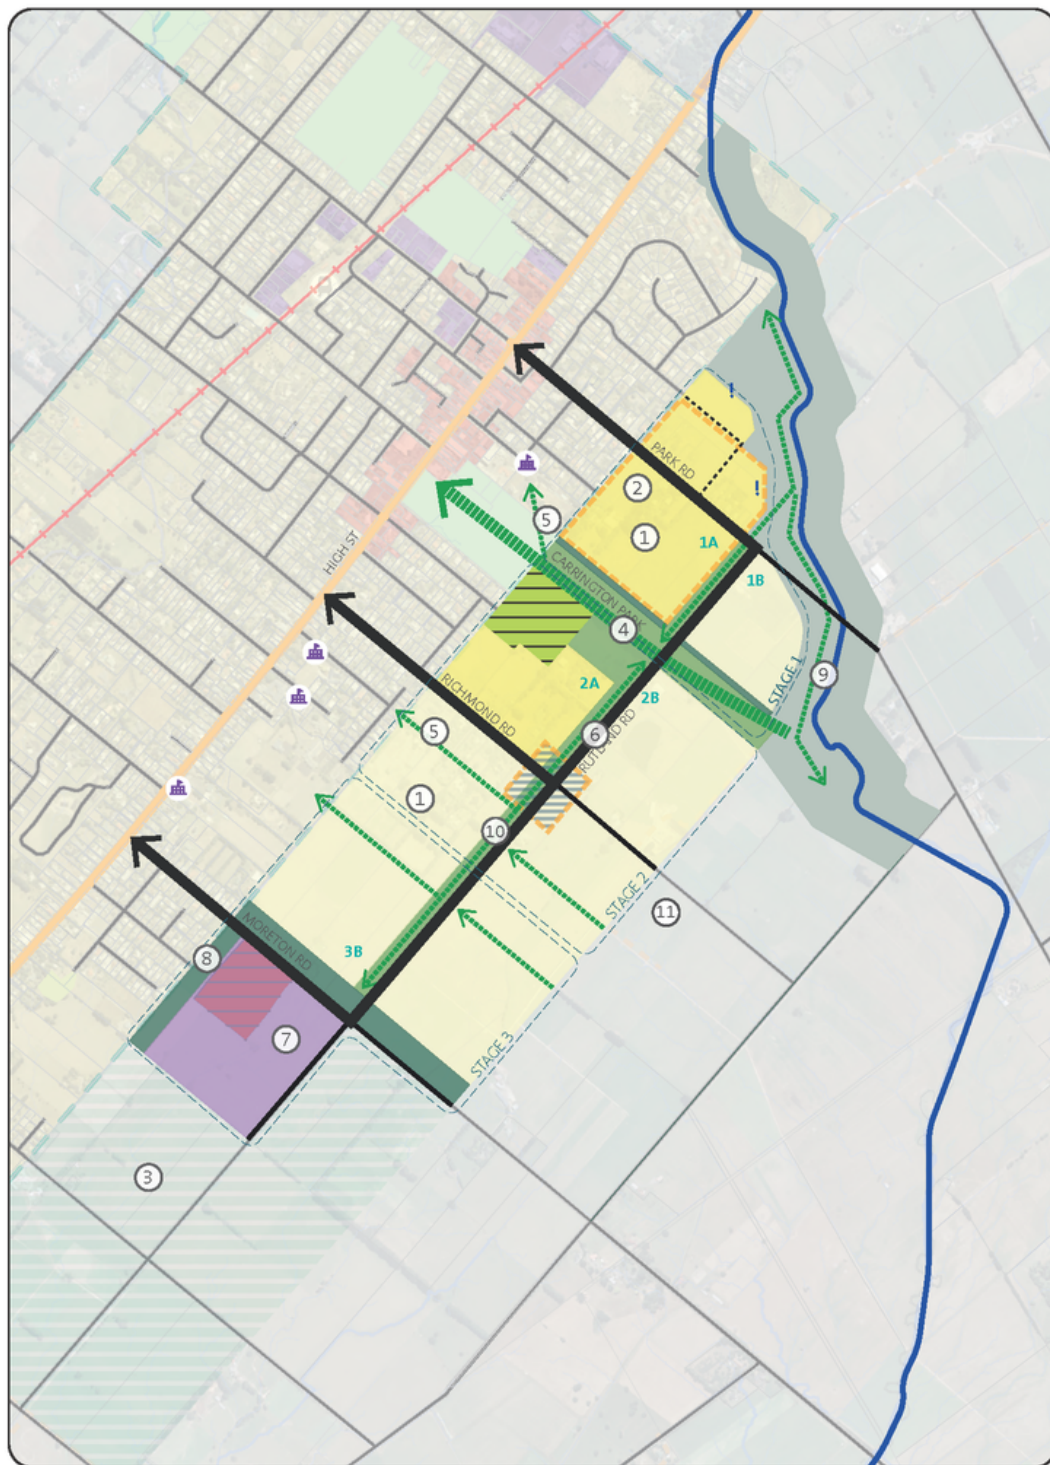 !
PARK RD
2
!
5
1
1A
HIGH ST
CARRINGTON PARK
1B
4
RICHMOND RD
2A
STAGE 1
9
2B
5
6
RUTLAND RD
1
10
STAGE 2
11
MORETON RD
8
3B
7
STAGE 3
3